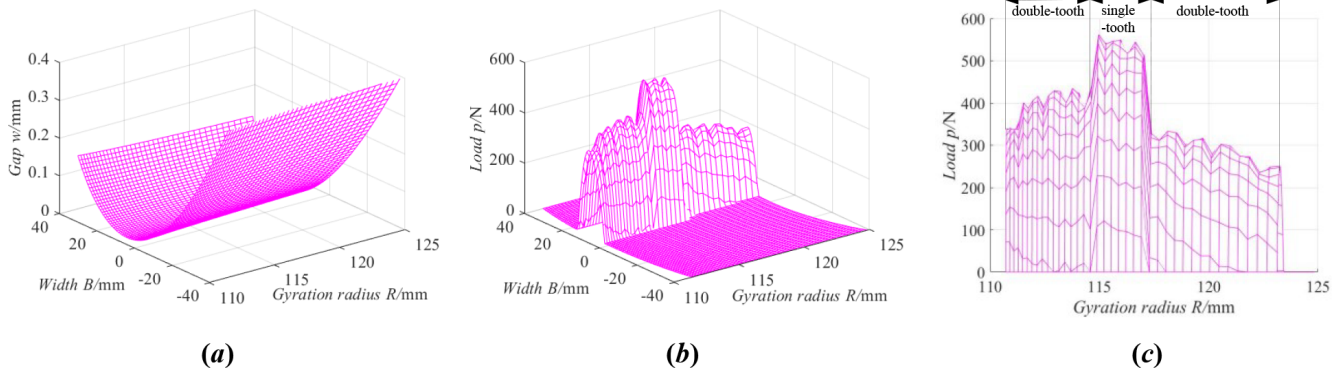 0.4
0.3
0.2
0.1
0
Gap w/mm
40
20
0
-20
-40
Width B/mm
110
115
120
125
Gyration radius R/mm
(a)
600
400
200
0
Load p/N
40
20
0
-20
-40
Width B/mm
110
115
120
125
Gyration radius R/mm
(b)
double-tooth
single
-tooth
double-tooth
600
500
400
300
200
100
0
Load p/N
110
115
120
125
Gyration radius R/mm
(c)